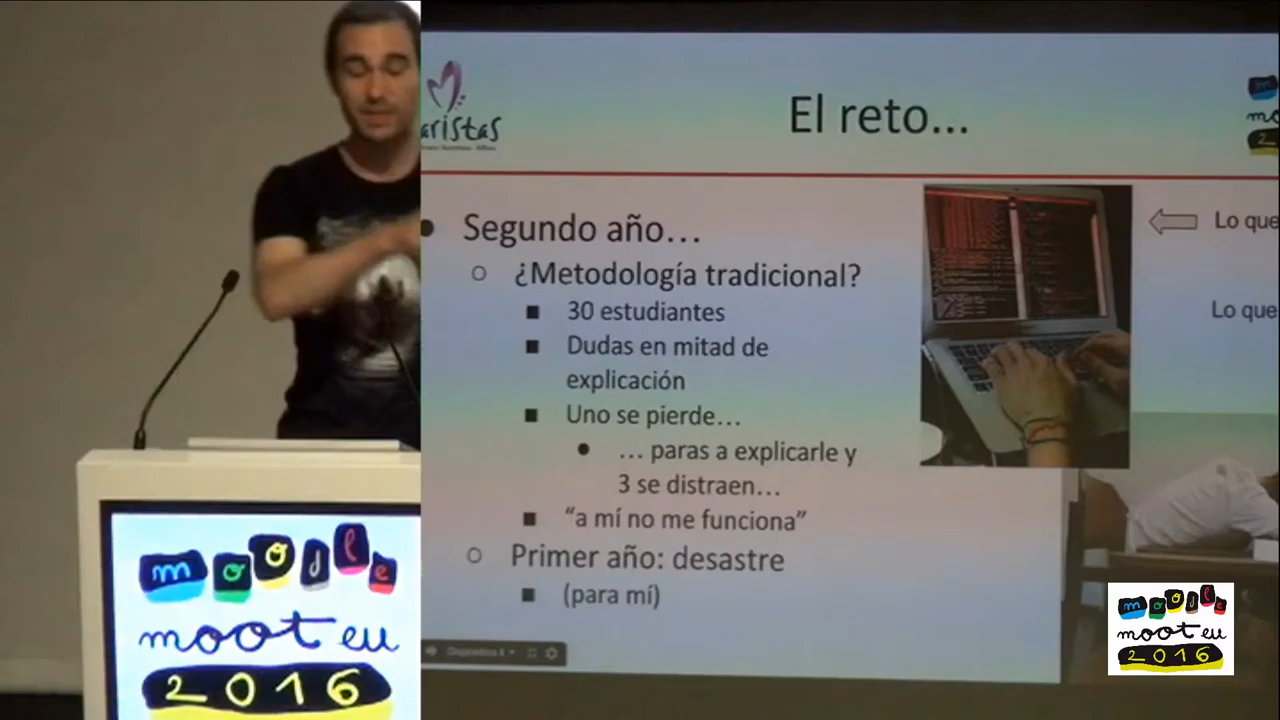 aristas
El reto...
Segundo año...
¿Metodología tradicional?
30 estudiantes
Dudas en mitad de
explicación
Uno se pierde...
... paras a explicarle y
3 se distraen...
"a mí no me funciona"
Primer año: desastre
(para mí)
Lo que
Lo que
moodle
moot eu
2016
moodle
moot eu
2016